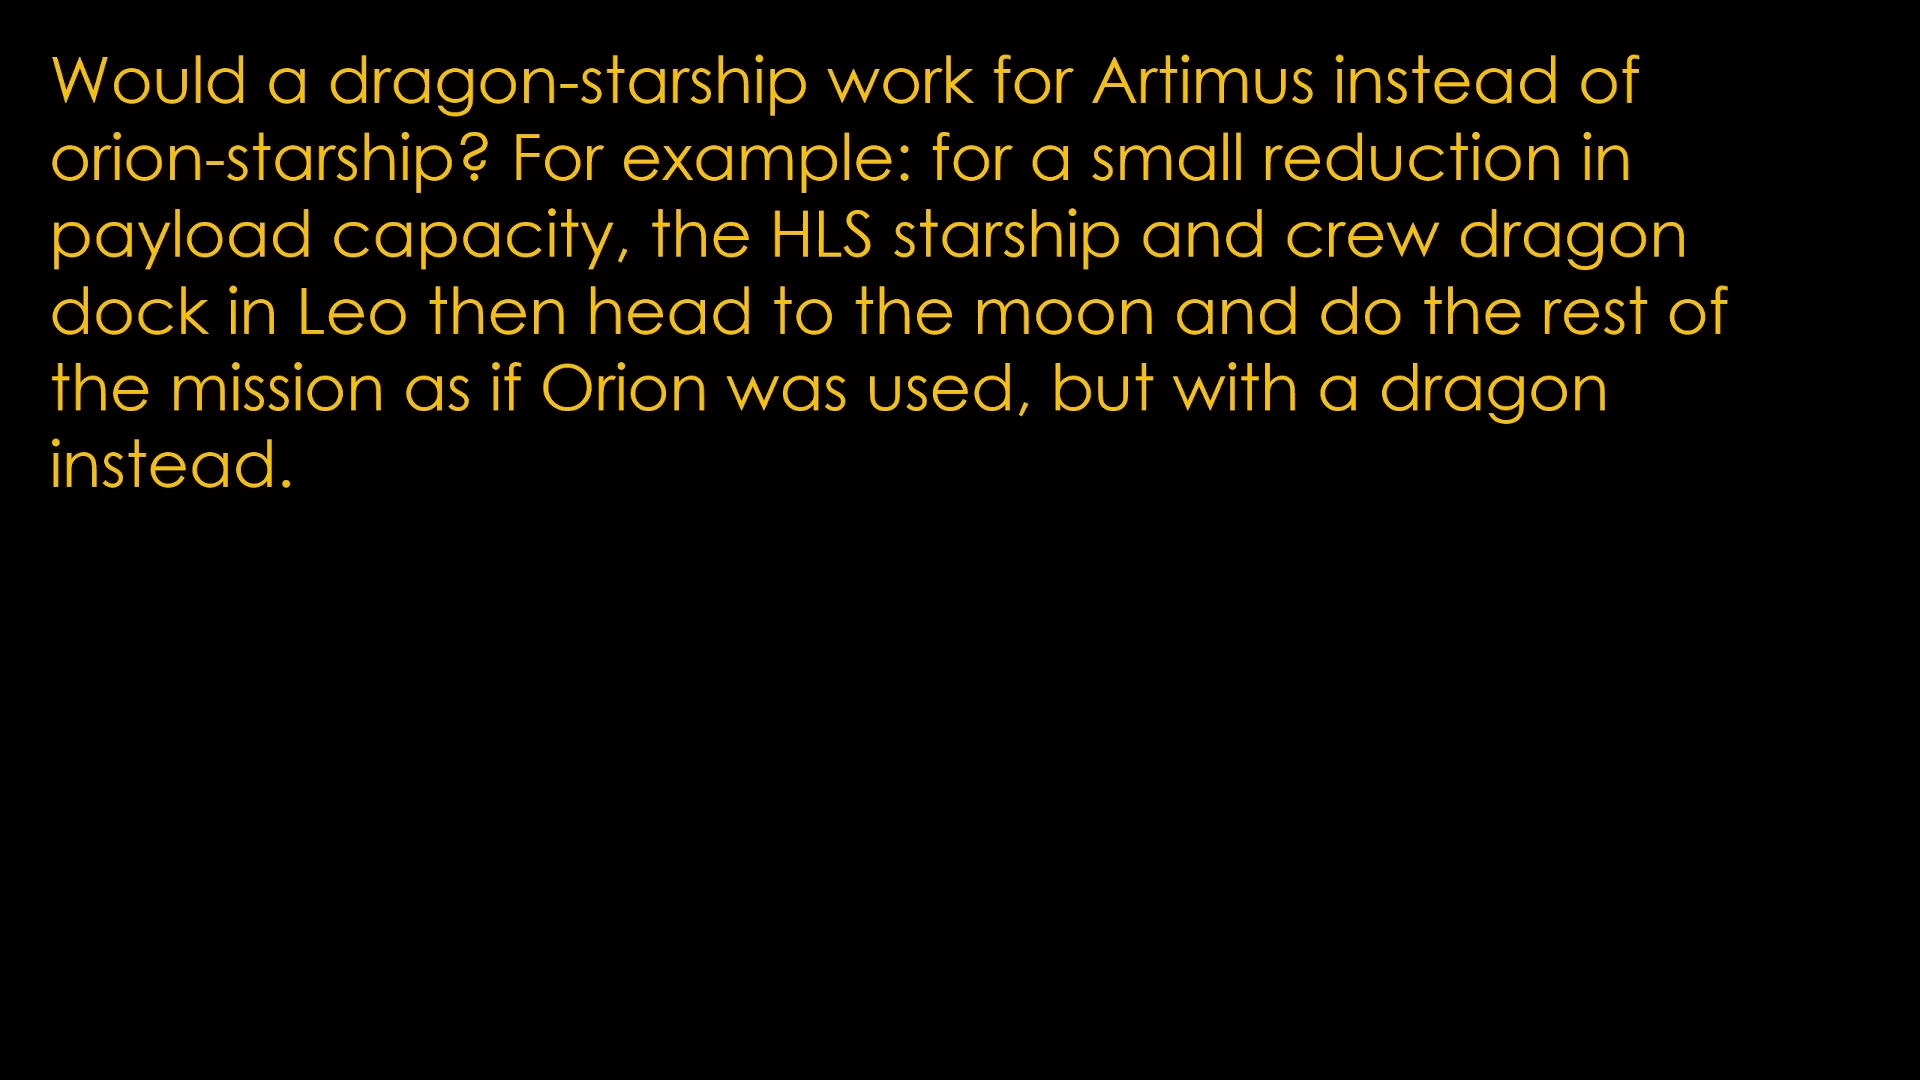 Would a dragon-starship work for Artimus instead of
orion-starship? For example: for a small reduction in
payload capacity, the HLS starship and crew dragon
dock in Leo then head to the moon and do the rest of
the mission as if Orion was used, but with a dragon
instead.